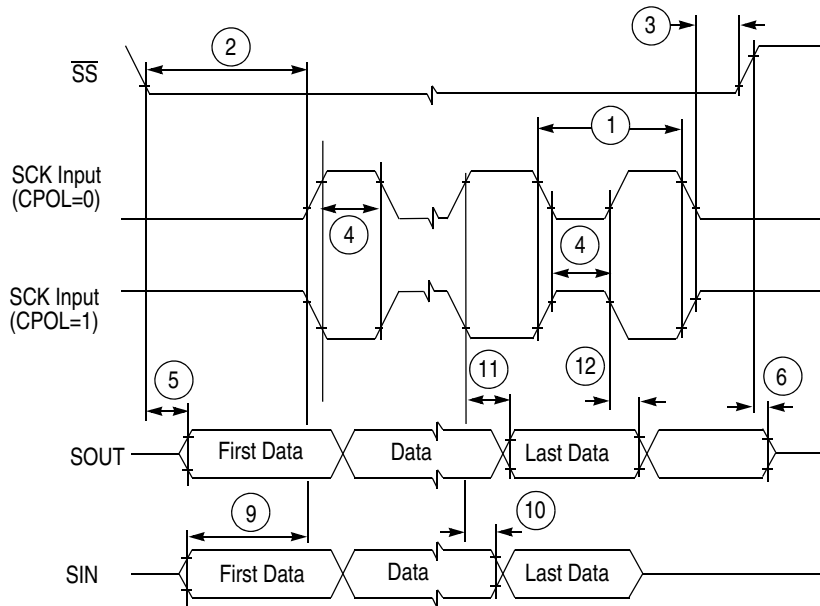 2
3
S̅S̅
1
SCK Input
(CPOL=0)
4
4
SCK Input
(CPOL=1)
5
11
12
6
SOUT
First Data
Data
Last Data
9
10
SIN
First Data
Data
Last Data